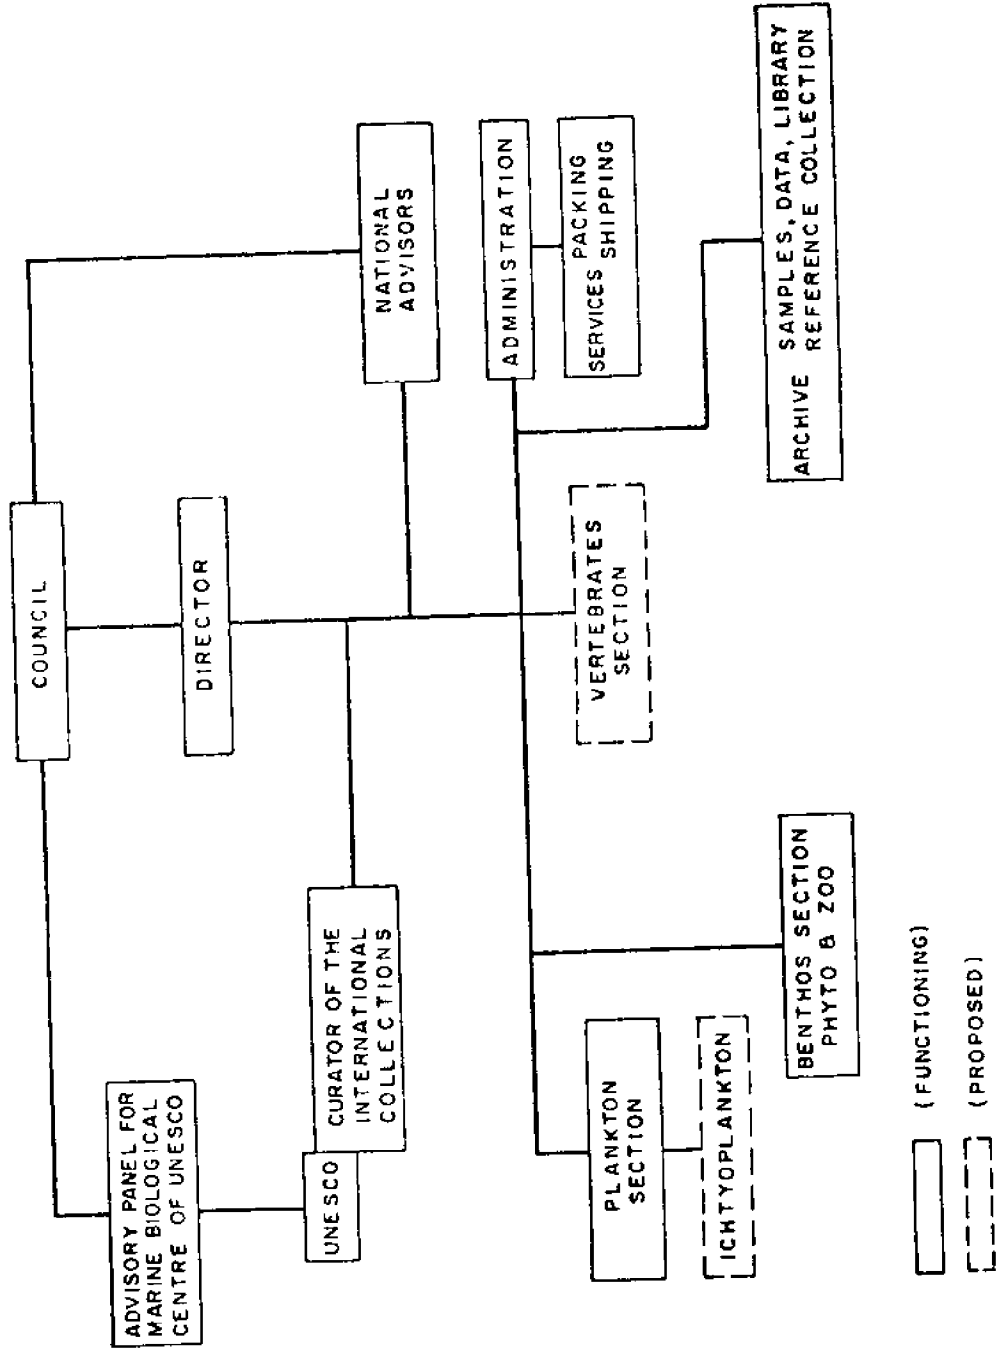 COUNCIL
DIRECTOR
ADVISORY PANEL FOR
MARINE BIOLOGICAL
CENTRE OF UNESCO
UNESCO
CURATOR OF THE
INTERNATIONAL
COLLECTIONS
NATIONAL
ADVISORS
ADMINISTRATION
SERVICES PACKING
SHIPPING
PLANKTON
SECTION
ICHTYOPLANKTON
VERTEBRATES
SECTION
BENTHOS SECTION
PHYTO & ZOO
ARCHIVE SAMPLES, DATA, LIBRARY
REFERENCE COLLECTION
(FUNCTIONING)
(PROPOSED)